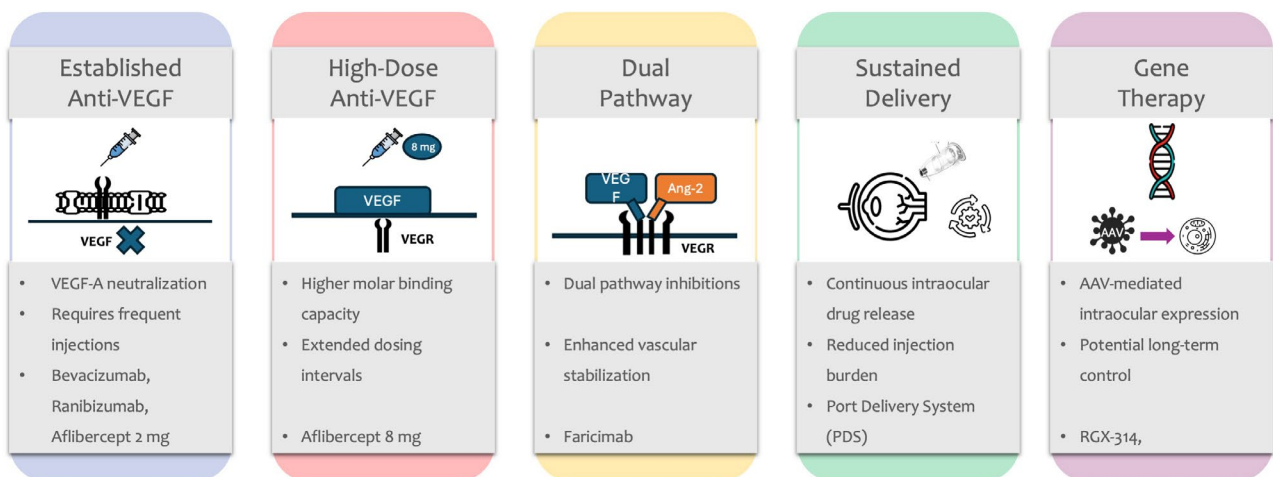 Established
Anti-VEGF
VEGF
• VEGF-A neutralization
• Requires frequent
injections
• Bevacizumab,
Ranibizumab,
Aflibercept 2 mg
High-Dose
Anti-VEGF
8 mg
VEGF
VEGR
• Higher molar binding
capacity
• Extended dosing
intervals
• Aflibercept 8 mg
Dual
Pathway
VEG
F
Ang-2
VEGR
• Dual pathway inhibitions
• Enhanced vascular
stabilization
• Faricimab
Sustained
Delivery
• Continuous intraocular
drug release
• Reduced injection
burden
• Port Delivery System
(PDS)
Gene
Therapy
AAV
• AAV-mediated
intraocular expression
• Potential long-term
control
• RGX-314,